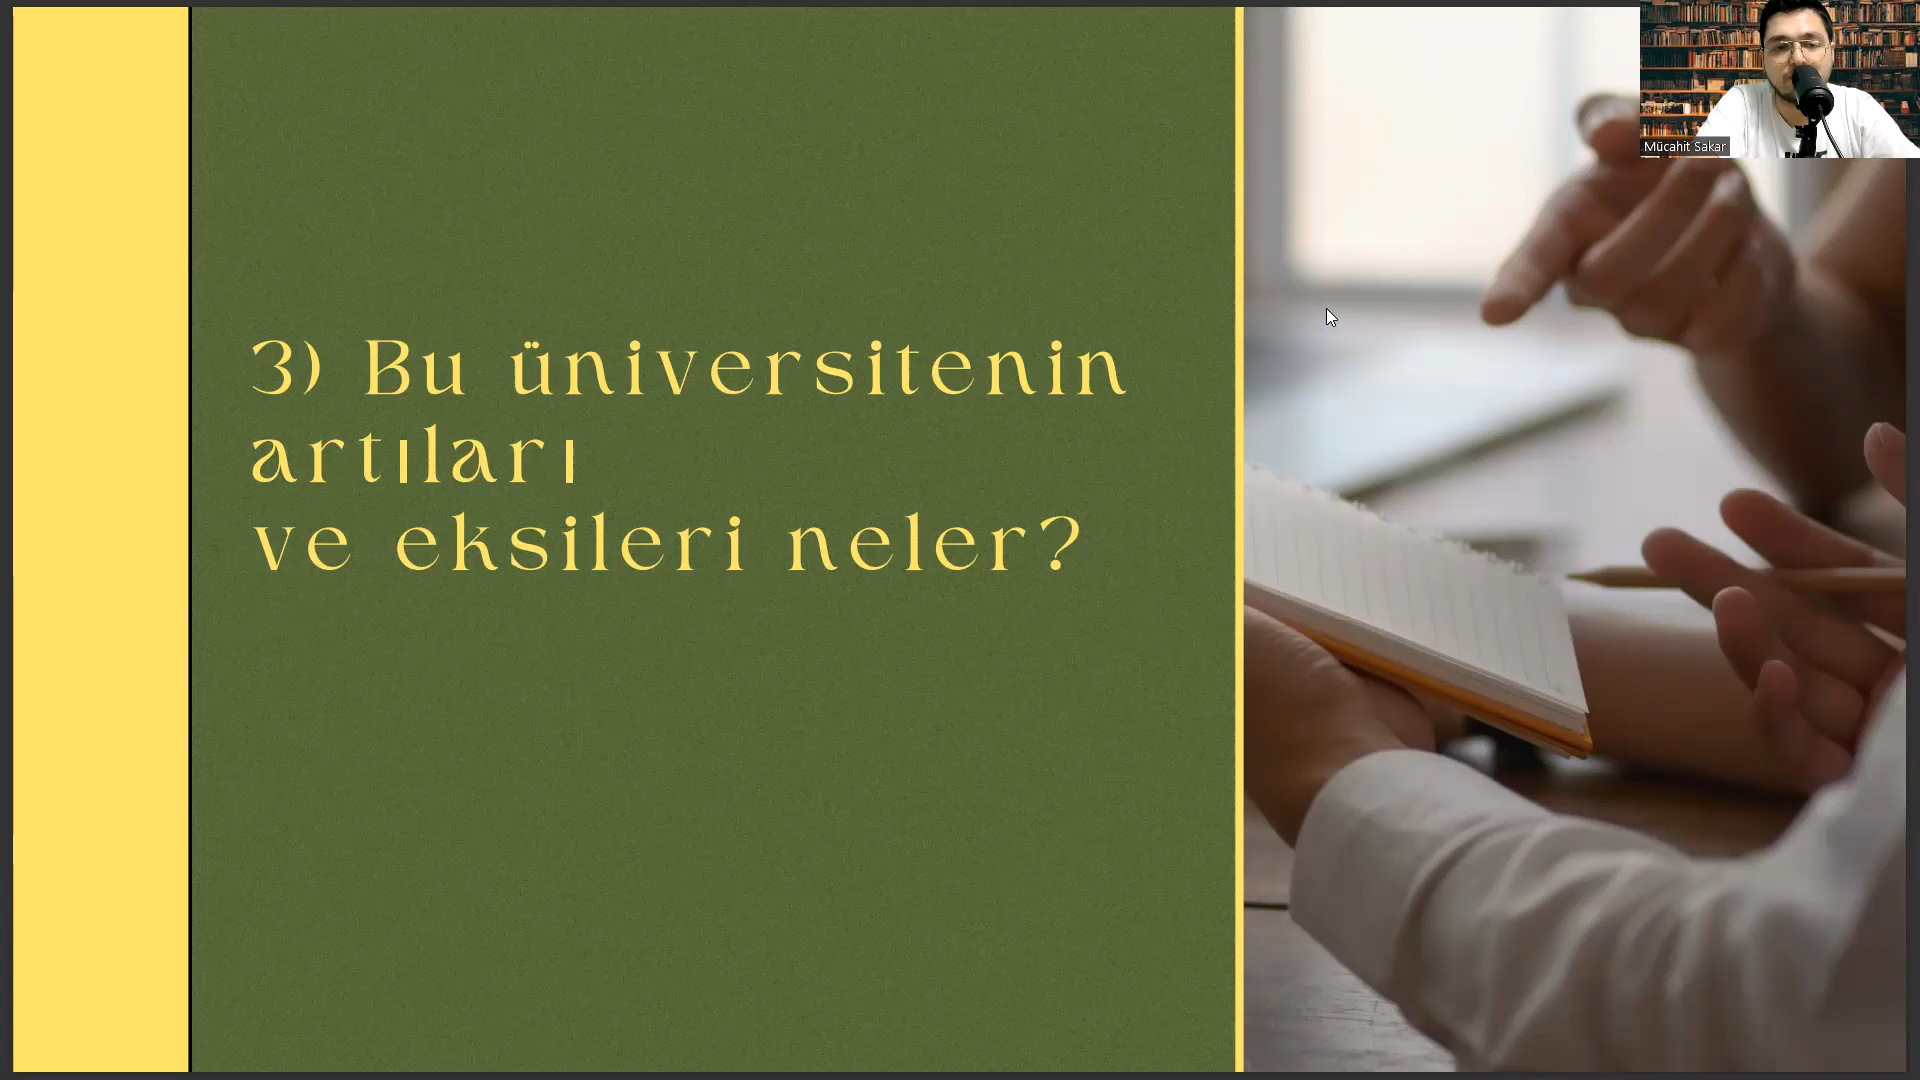 3) Bu üniversitenin
artıları
ve eksileri neler?
Mücahit Sakar